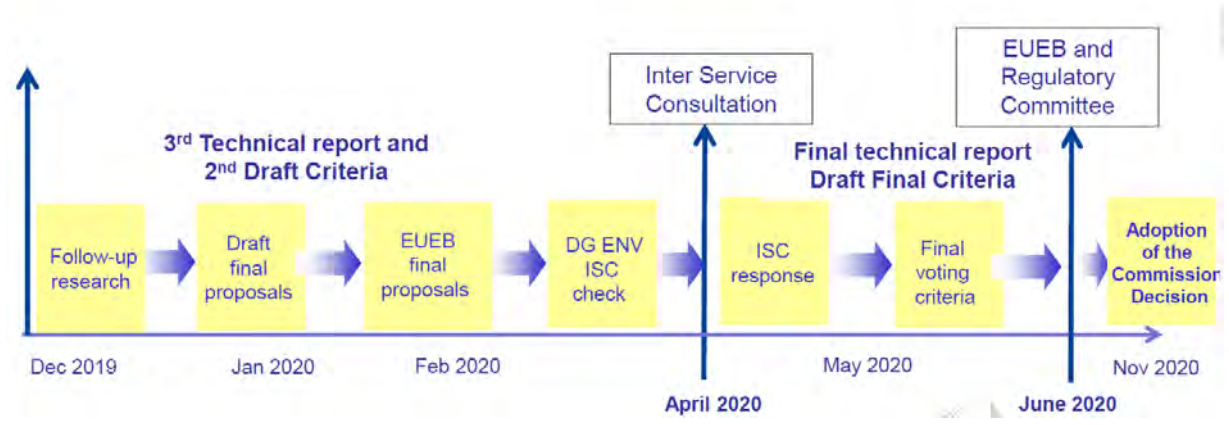 Inter Service
Consultation
EUEB and
Regulatory
Committee
3rd Technical report and
2nd Draft Criteria
Final technical report
Draft Final Criteria
Follow-up
research
Draft
final
proposals
EUEB
final
proposals
DG ENV
ISC
check
ISC
response
Final
voting
criteria
Adoption
of the
Commission
Decision
Dec 2019
Jan 2020
Feb 2020
May 2020
Nov 2020
April 2020
June 2020